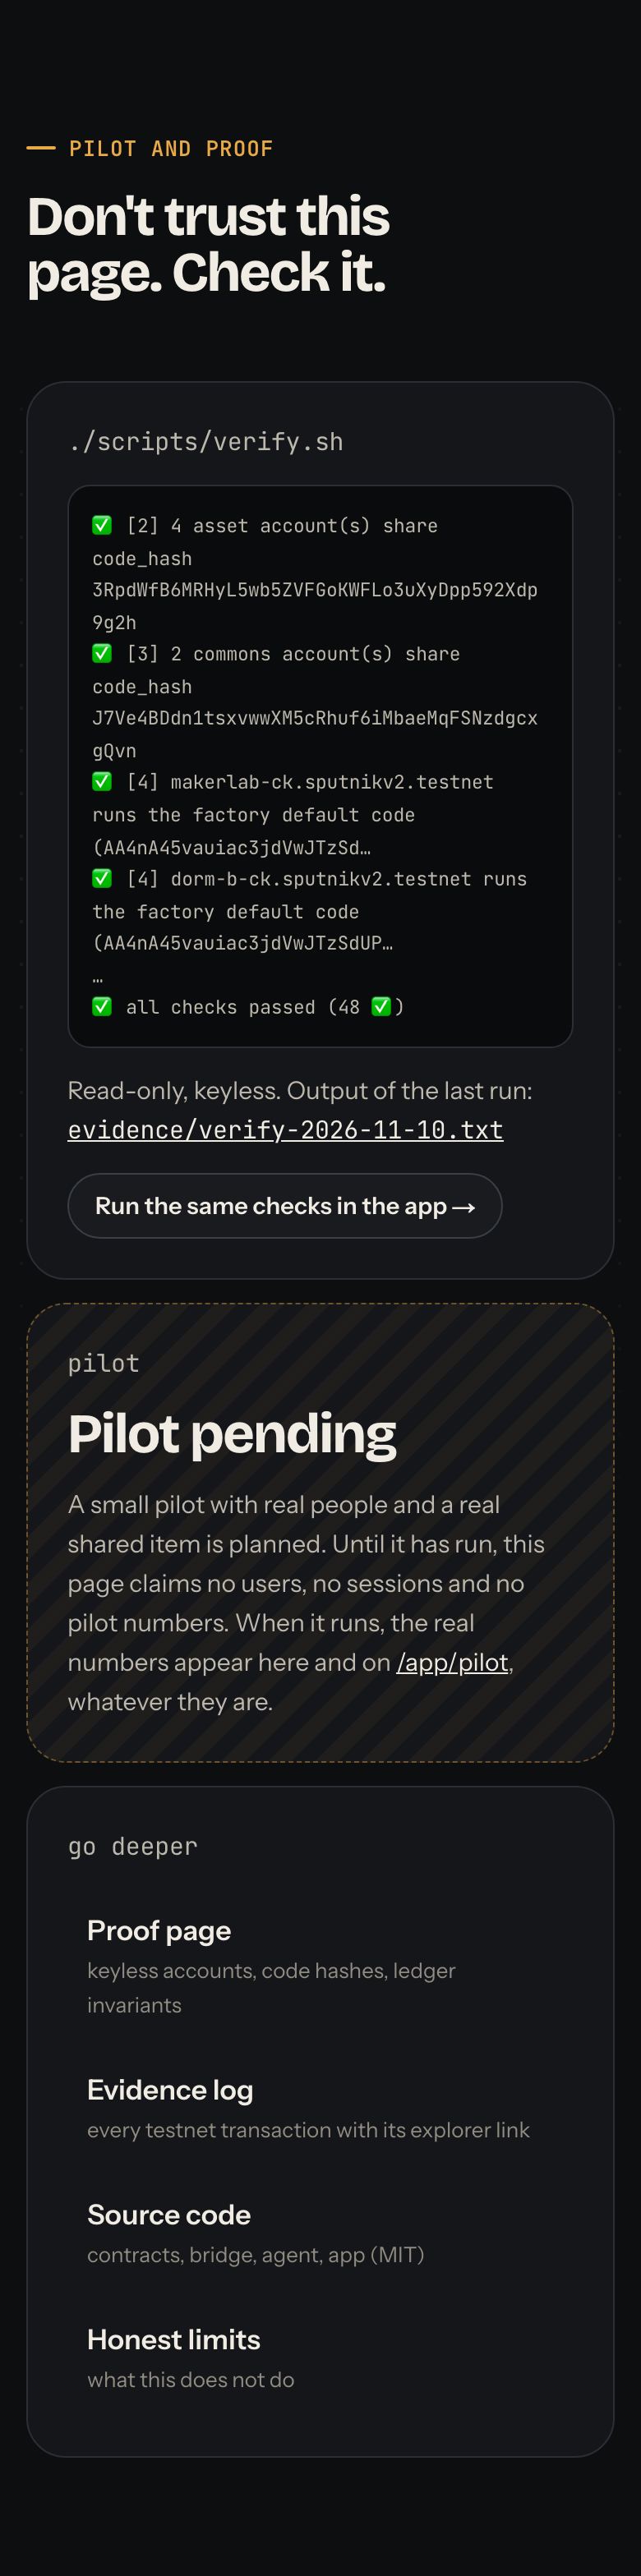 PILOT AND PROOF
Don't trust this
page. Check it.
./scripts/verify.sh
✅ [2] 4 asset account(s) share
code_hash
3RpdWfB6MRHyL5wb5ZVFGoKWFLo3uXyDpp592Xdp
9g2h
✅ [3] 2 commons account(s) share
code_hash
J7Ve4BDdn1tsxvwwXM5cRhuf6iMbaeMqFSNzdgcx
gQvn
✅ [4] makerlab-ck.sputnikv2.testnet
runs the factory default code
(AA4nA45vauiac3jdVwJTzSd…
✅ [4] dorm-b-ck.sputnikv2.testnet runs
the factory default code
(AA4nA45vauiac3jdVwJTzSdUP…
…
✅ all checks passed (48 ✅)
Read-only, keyless. Output of the last run:
evidence/verify-2026-11-10.txt
Run the same checks in the app →
pilot
Pilot pending
A small pilot with real people and a real
shared item is planned. Until it has run, this
page claims no users, no sessions and no
pilot numbers. When it runs, the real
numbers appear here and on /app/pilot,
whatever they are.
go deeper
Proof page
keyless accounts, code hashes, ledger
invariants
Evidence log
every testnet transaction with its explorer link
Source code
contracts, bridge, agent, app (MIT)
Honest limits
what this does not do